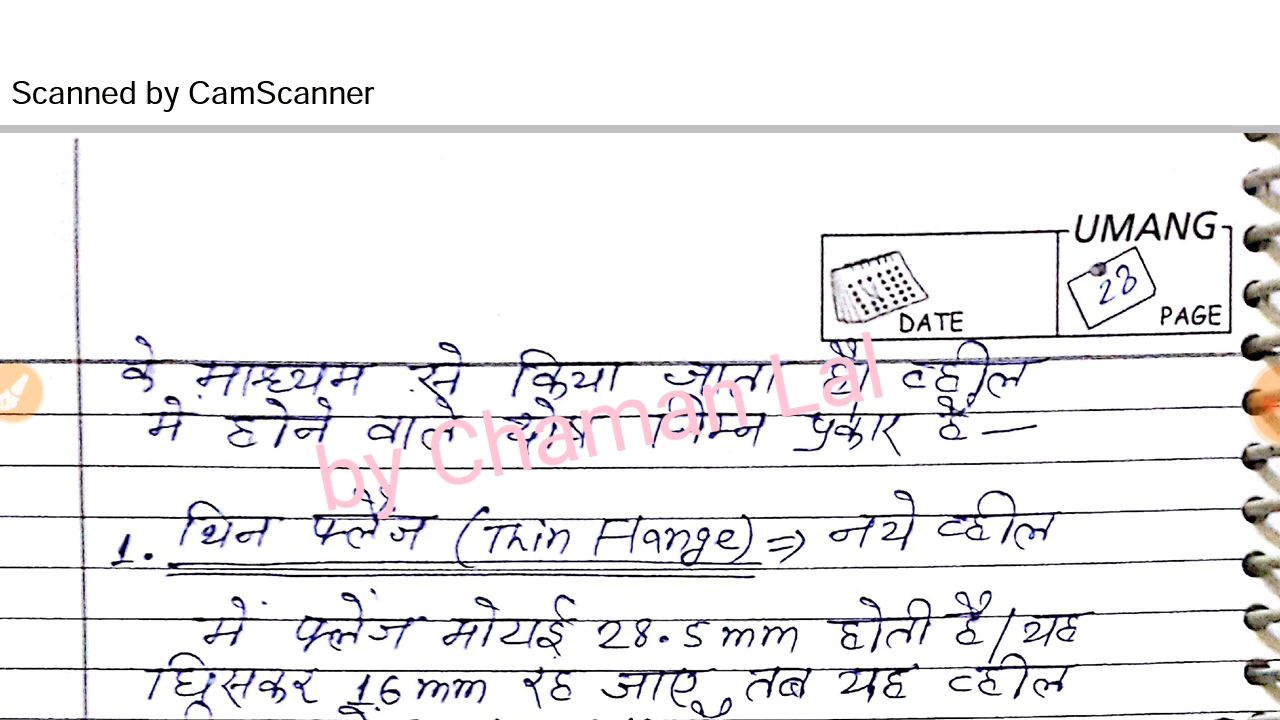 Scanned by CamScanner
UMANG
28
DATE
PAGE
के माध्यम से किया जाता है व्हील
में होने वाले दोष निम्न प्रकार है —
by Chaman Lal
1. थिन फ्लैंज (Thin Flange) ⇒ नये व्हील
में फ्लेंज मोटाई 28.5 mm होती है / यह
घिसकर 16 mm रह जाए, तब यह व्हील